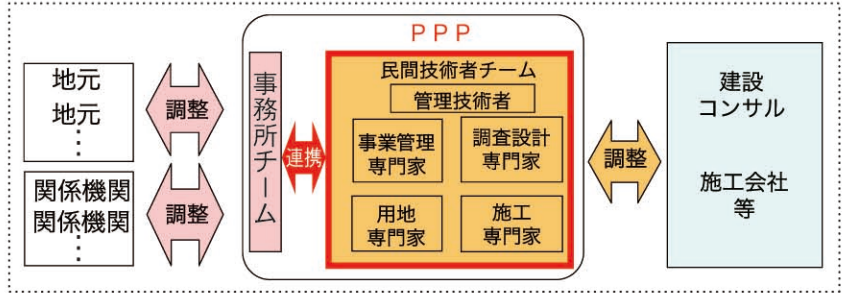 PPP
地元
地元
⋮
関係機関
関係機関
⋮
調整
調整
事務所チーム
連携
民間技術者チーム
管理技術者
事業管理
専門家
調査設計
専門家
用地
専門家
施工
専門家
調整
建設
コンサル
施工会社
等